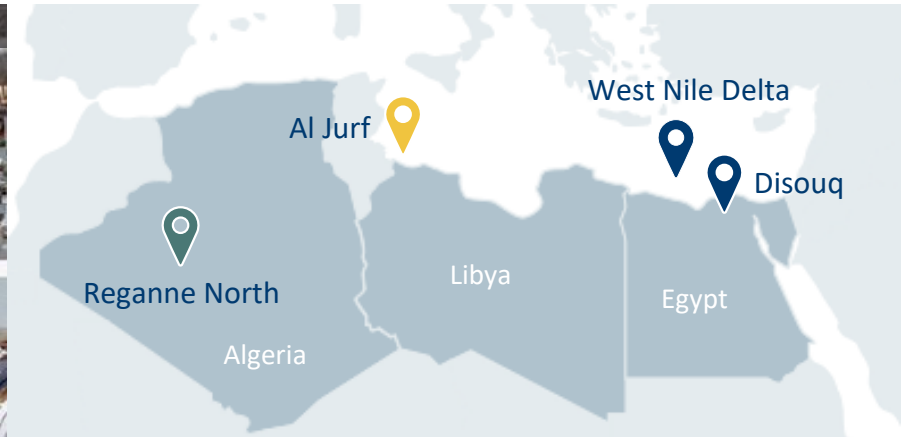 West Nile Delta
Al Jurf
Disouq
Reganne North
Libya
Egypt
Algeria